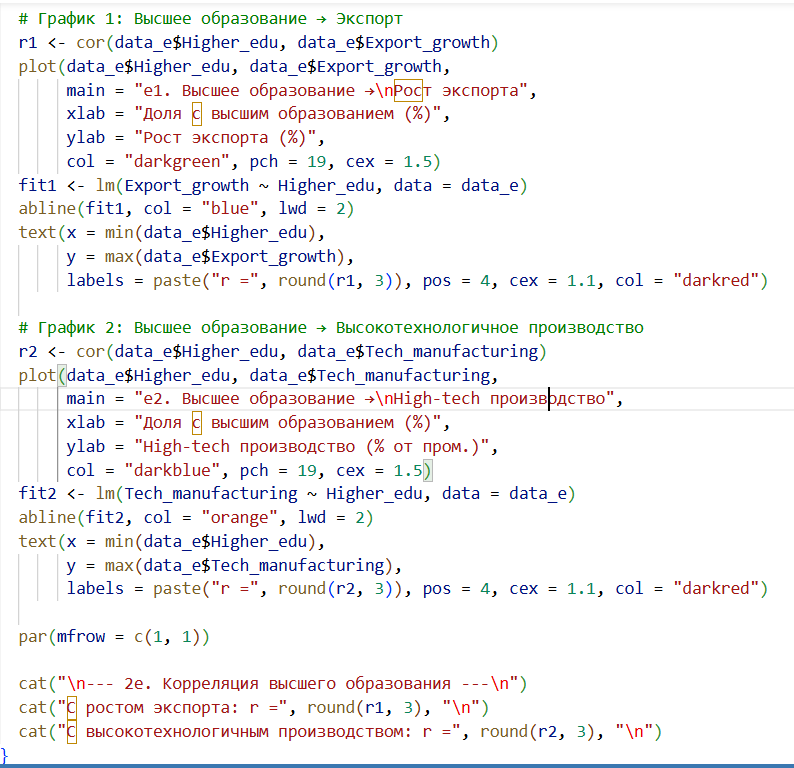 # График 1: Высшее образование → Экспорт
r1 <- cor(data_e$Higher_edu, data_e$Export_growth)
plot(data_e$Higher_edu, data_e$Export_growth,
     main = "e1. Высшее образование →\nРост экспорта",
     xlab = "Доля с высшим образованием (%)",
     ylab = "Рост экспорта (%)",
     col = "darkgreen", pch = 19, cex = 1.5)
fit1 <- lm(Export_growth ~ Higher_edu, data = data_e)
abline(fit1, col = "blue", lwd = 2)
text(x = min(data_e$Higher_edu),
     y = max(data_e$Export_growth),
     labels = paste("r =", round(r1, 3)), pos = 4, cex = 1.1, col = "darkred")
# График 2: Высшее образование → Высокотехнологичное производство
r2 <- cor(data_e$Higher_edu, data_e$Tech_manufacturing)
plot(data_e$Higher_edu, data_e$Tech_manufacturing,
     main = "e2. Высшее образование →\nHigh-tech производство",
     xlab = "Доля с высшим образованием (%)",
     ylab = "High-tech производство (% от пром.)",
     col = "darkblue", pch = 19, cex = 1.5)
fit2 <- lm(Tech_manufacturing ~ Higher_edu, data = data_e)
abline(fit2, col = "orange", lwd = 2)
text(x = min(data_e$Higher_edu),
     y = max(data_e$Tech_manufacturing),
     labels = paste("r =", round(r2, 3)), pos = 4, cex = 1.1, col = "darkred")
par(mfrow = c(1, 1))
cat("\n--- 2e. Корреляция высшего образования ---\n")
cat("С ростом экспорта: r =", round(r1, 3), "\n")
cat("С высокотехнологичным производством: r =", round(r2, 3), "\n")
}